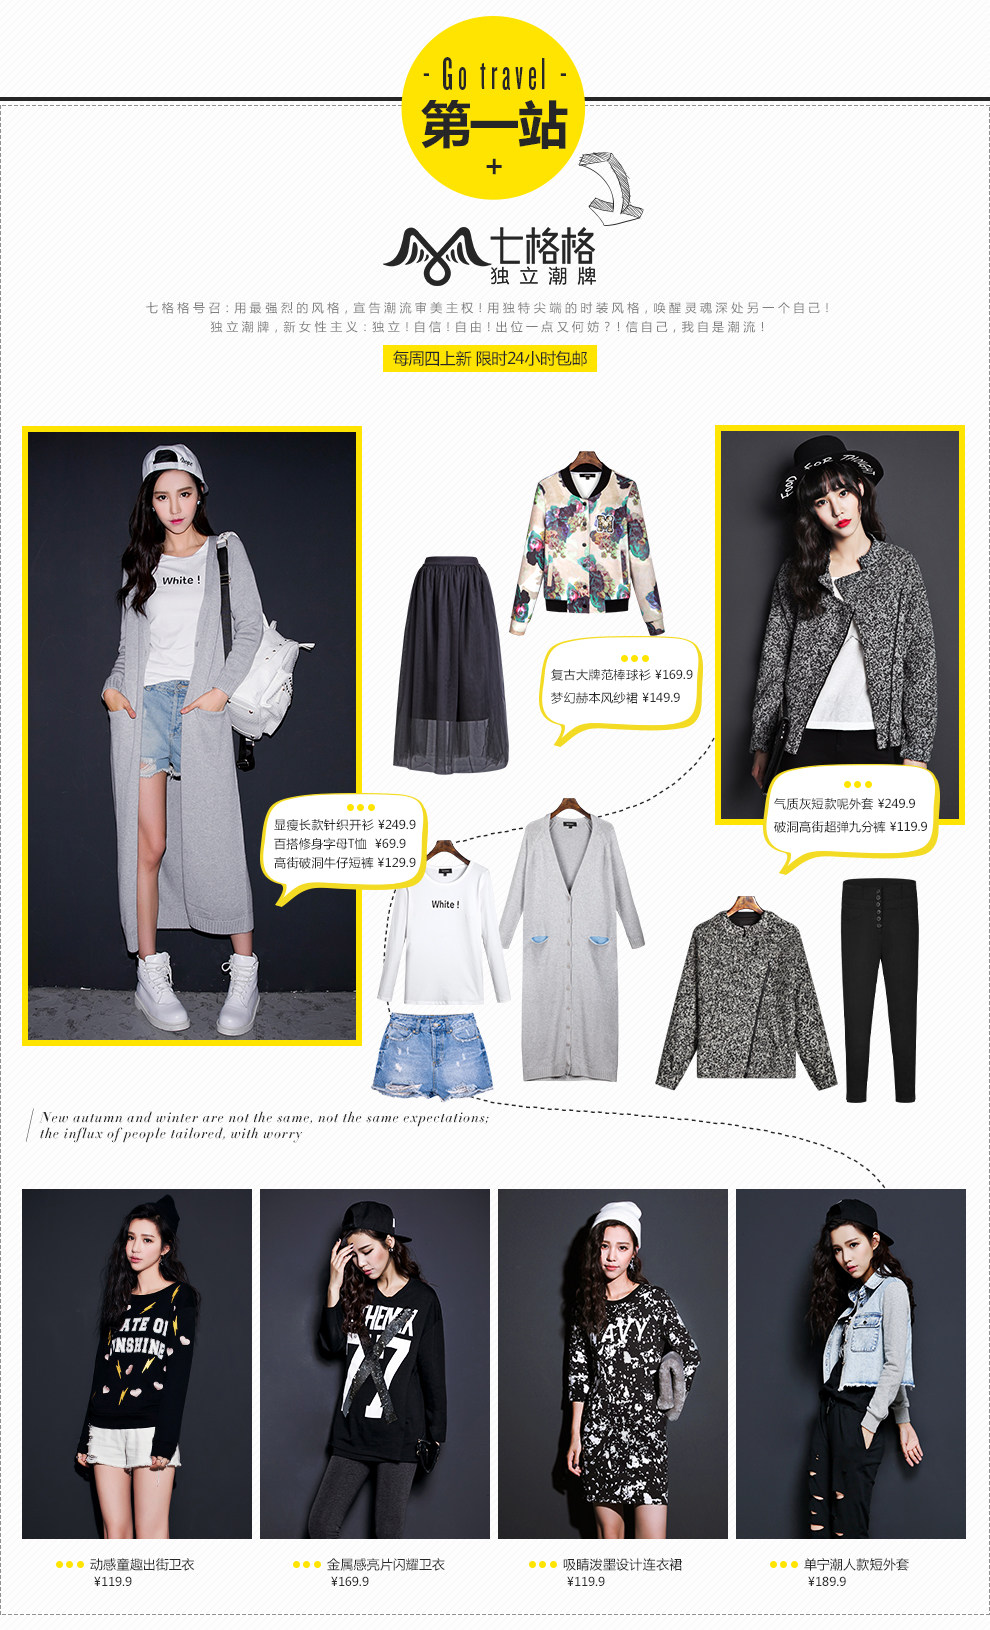 - Go travel -
第一站
+
七格格
独立潮牌
七格格号召:用最强烈的风格,宣告潮流审美主权!用独特尖端的时装风格,唤醒灵魂深处另一个自己!
独立潮牌,新女性主义:独立!自信!自由!出位一点又何妨?!信自己,我自是潮流!
每周四上新 限时24小时包邮
White !
FOOD FOR THOUGHT
复古大牌范棒球衫 ¥169.9
梦幻赫本风纱裙 ¥149.9
气质灰短款呢外套 ¥249.9
破洞高街超弹九分裤 ¥119.9
显瘦长款针织开衫 ¥249.9
百搭修身字母T恤 ¥69.9
高街破洞牛仔短裤 ¥129.9
White !
New autumn and winter are not the same, not the same expectations;
the influx of people tailored, with worry
ATE OF
UNSHINE
77
AVY
动感童趣出街卫衣
¥119.9
金属感亮片闪耀卫衣
¥169.9
吸睛泼墨设计连衣裙
¥119.9
单宁潮人款短外套
¥189.9